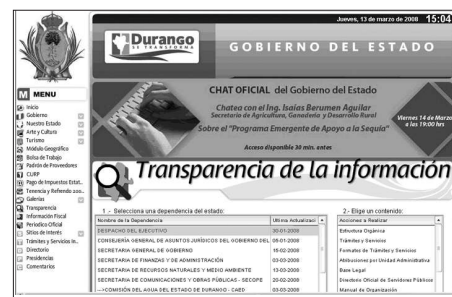 Jueves, 13 de marzo de 2008 15:04
Durango
SE TRANSFORMA
GOBIERNO DEL ESTADO
MENU
Inicio
Gobierno
Nuestro Estado
Arte y Cultura
Turismo
Módulo Geográfico
Bolsa de Trabajo
Padrón de Proveedores
CURP
Pago de Impuestos Estat..
Tenencia y Refrendo 200..
Galerías
Transparencia
Información Fiscal
Periodico Oficial
Sitios de Interés
Trámites y Servicios In..
Directorio
Presidencias
Comentarios
CHAT OFICIAL del Gobierno del Estado
Chatea con el Ing. Isaías Berumen Aguilar
Secretario de Agricultura, Ganadería y Desarrollo Rural
Sobre el "Programa Emergente de Apoyo a la Sequía"
Acceso disponible 30 min. antes
Viernes 14 de Marzo
a las 19:00 hrs
Transparencia de la información
1.- Selecciona una dependencia del estado:
Nombre de la Dependencia Ultima Actualizaci
DESPACHO DEL EJECUTIVO 30-01-2008
CONSEJERÍA GENERAL DE ASUNTOS JURÍDICOS DEL GOBIERNO DEL 05-01-2008
SECRETARÍA GENERAL DE GOBIERNO 15-02-2008
SECRETARÍA DE FINANZAS Y DE ADMINISTRACIÓN 03-03-2008
SECRETARÍA DE RECURSOS NATURALES Y MEDIO AMBIENTE 13-03-2008
SECRETARÍA DE COMUNICACIONES Y OBRAS PÚBLICAS - SECOPE 20-02-2008
-->COMISIÓN DEL AGUA DEL ESTADO DE DURANGO - CAED 03-03-2008
2.- Elige un contenido:
Acciones a Realizar
Estructura Orgánica
Trámites y Servicios
Formatos de Trámites y Servicios
Atribuciones por Unidad Administrativa
Base Legal
Directorio Oficial de Servidores Públicos
Manual de Organización